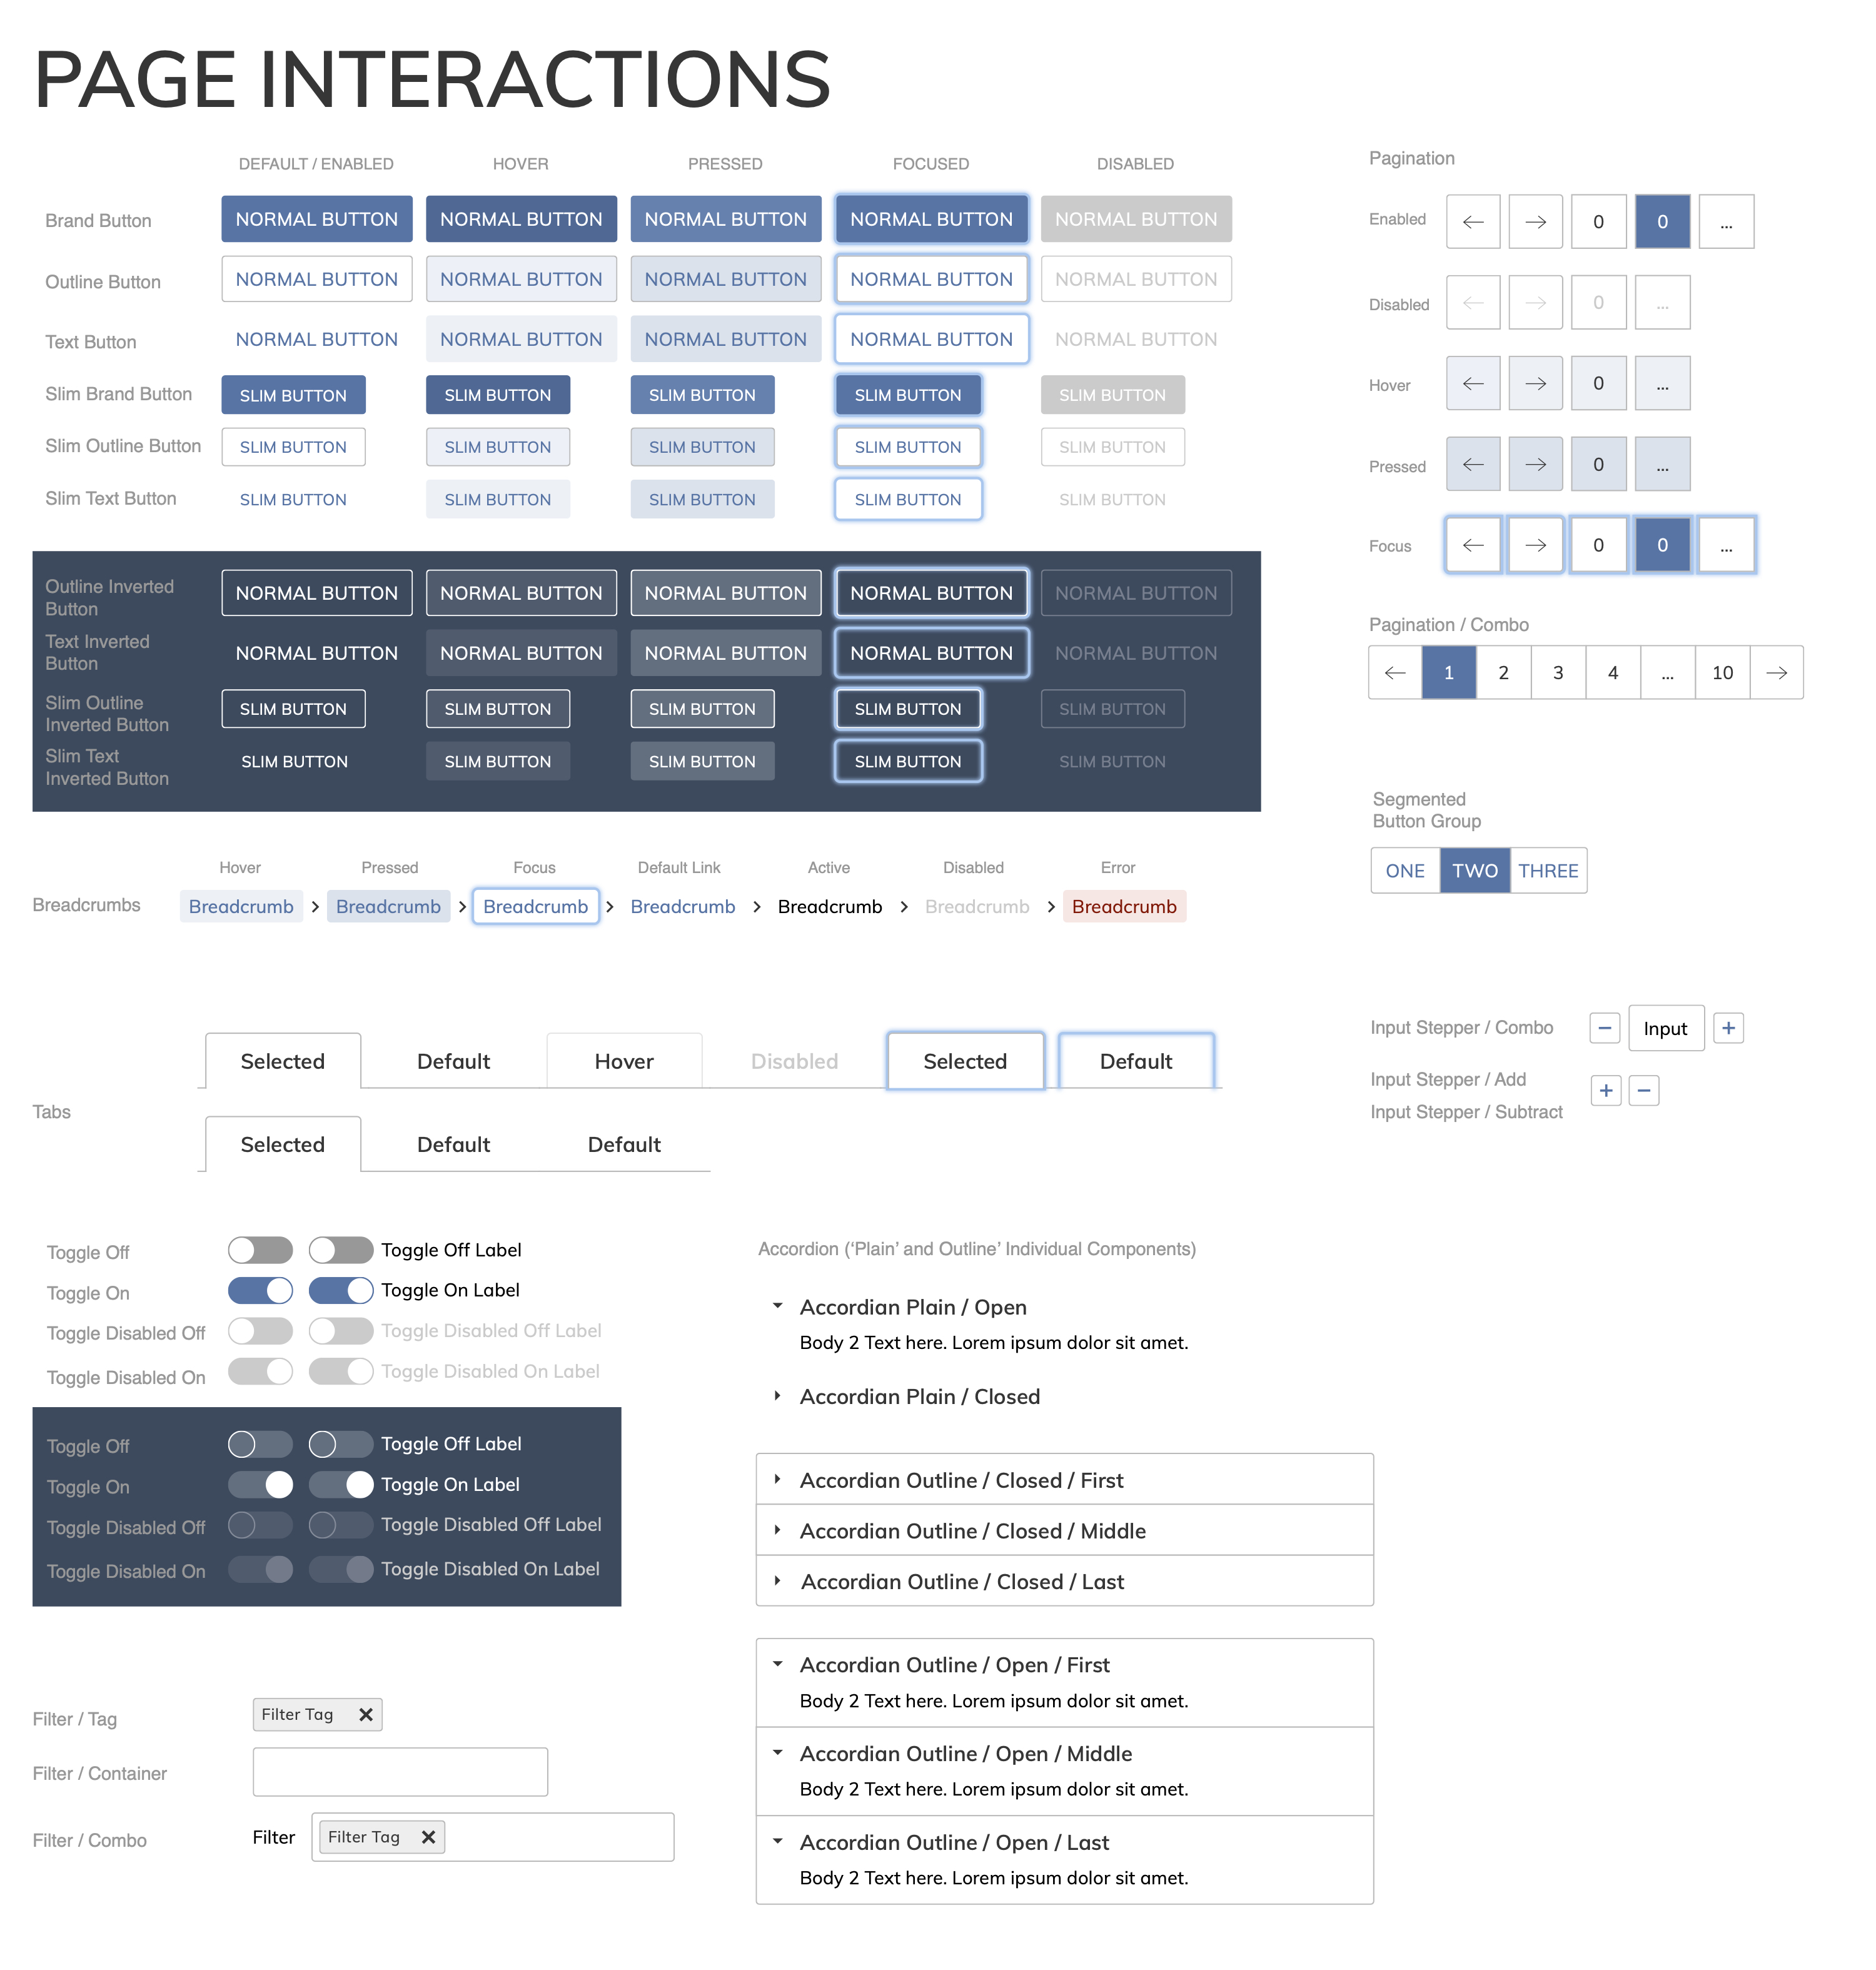 PAGE INTERACTIONS
DEFAULT / ENABLED HOVER PRESSED FOCUSED DISABLED
Brand Button NORMAL BUTTON NORMAL BUTTON NORMAL BUTTON NORMAL BUTTON NORMAL BUTTON
Outline Button NORMAL BUTTON NORMAL BUTTON NORMAL BUTTON NORMAL BUTTON NORMAL BUTTON
Text Button NORMAL BUTTON NORMAL BUTTON NORMAL BUTTON NORMAL BUTTON NORMAL BUTTON
Slim Brand Button SLIM BUTTON SLIM BUTTON SLIM BUTTON SLIM BUTTON SLIM BUTTON
Slim Outline Button SLIM BUTTON SLIM BUTTON SLIM BUTTON SLIM BUTTON SLIM BUTTON
Slim Text Button SLIM BUTTON SLIM BUTTON SLIM BUTTON SLIM BUTTON SLIM BUTTON
Outline Inverted
Button
NORMAL BUTTON NORMAL BUTTON NORMAL BUTTON NORMAL BUTTON NORMAL BUTTON
Text Inverted
Button
NORMAL BUTTON NORMAL BUTTON NORMAL BUTTON NORMAL BUTTON NORMAL BUTTON
Slim Outline
Inverted Button
SLIM BUTTON SLIM BUTTON SLIM BUTTON SLIM BUTTON SLIM BUTTON
Slim Text
Inverted Button
SLIM BUTTON SLIM BUTTON SLIM BUTTON SLIM BUTTON SLIM BUTTON
Pagination
Enabled ← → 0 0 ...
Disabled ← → 0 ...
Hover ← → 0 ...
Pressed ← → 0 ...
Focus ← → 0 0 ...
Pagination / Combo
← 1 2 3 4 ... 10 →
Segmented
Button Group
ONE TWO THREE
Hover Pressed Focus Default Link Active Disabled Error
Breadcrumbs Breadcrumb > Breadcrumb > Breadcrumb > Breadcrumb > Breadcrumb > Breadcrumb > Breadcrumb
Tabs
Selected Default Hover Disabled Selected Default
Selected Default Default
Input Stepper / Combo − Input +
Input Stepper / Add + −
Input Stepper / Subtract
Toggle Off Toggle Off Label
Toggle On Toggle On Label
Toggle Disabled Off Toggle Disabled Off Label
Toggle Disabled On Toggle Disabled On Label
Toggle Off Toggle Off Label
Toggle On Toggle On Label
Toggle Disabled Off Toggle Disabled Off Label
Toggle Disabled On Toggle Disabled On Label
Accordion (‘Plain’ and Outline’ Individual Components)
Accordian Plain / Open
Body 2 Text here. Lorem ipsum dolor sit amet.
Accordian Plain / Closed
Accordian Outline / Closed / First
Accordian Outline / Closed / Middle
Accordian Outline / Closed / Last
Accordian Outline / Open / First
Body 2 Text here. Lorem ipsum dolor sit amet.
Accordian Outline / Open / Middle
Body 2 Text here. Lorem ipsum dolor sit amet.
Accordian Outline / Open / Last
Body 2 Text here. Lorem ipsum dolor sit amet.
Filter / Tag Filter Tag
Filter / Container
Filter / Combo Filter Filter Tag